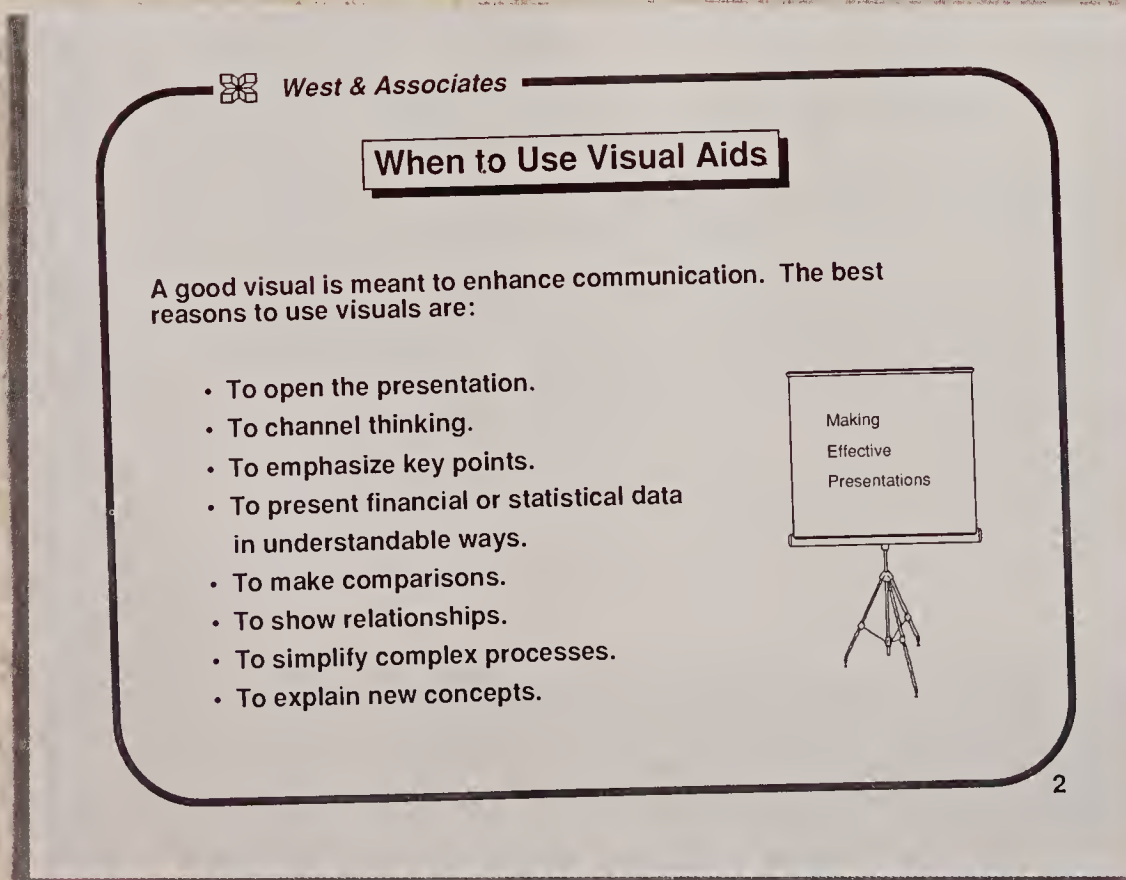 West & Associates
When to Use Visual Aids
A good visual is meant to enhance communication. The best
reasons to use visuals are:
• To open the presentation.
• To channel thinking.
• To emphasize key points.
• To present financial or statistical data
in understandable ways.
• To make comparisons.
• To show relationships.
• To simplify complex processes.
• To explain new concepts.
Making
Effective
Presentations
2